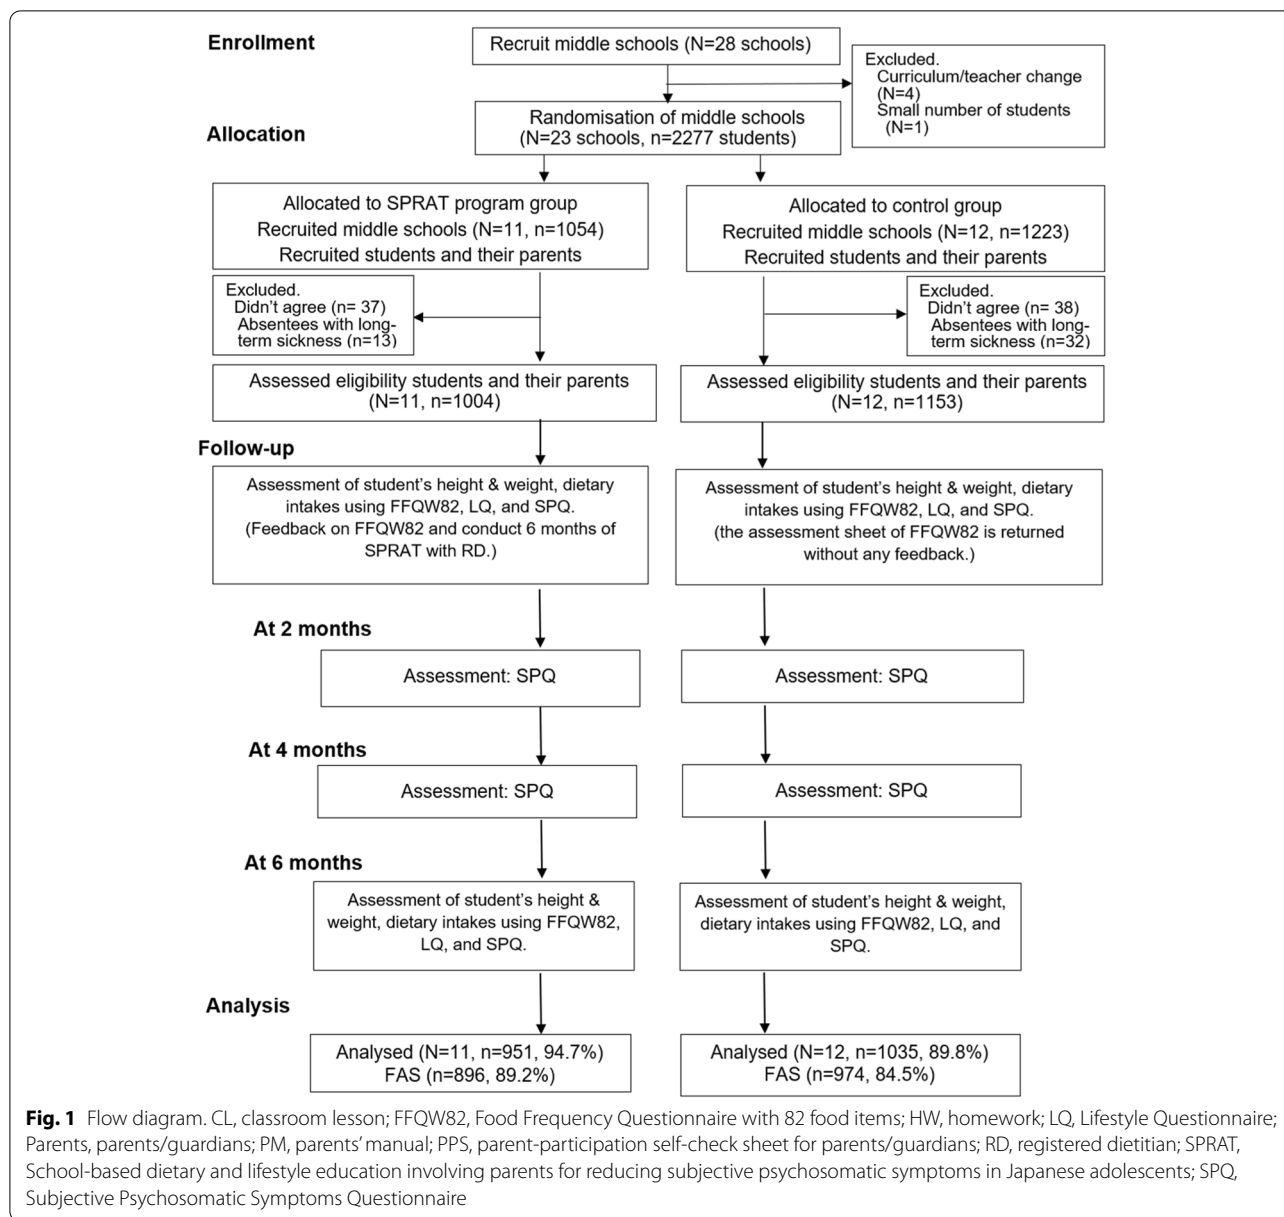 Enrollment
Recruit middle schools (N=28 schools)
Excluded.
Curriculum/teacher change
(N=4)
Small number of students
(N=1)
Allocation
Randomisation of middle schools
(N=23 schools, n=2277 students)
Allocated to SPRAT program group
Recruited middle schools (N=11, n=1054)
Recruited students and their parents
Allocated to control group
Recruited middle schools (N=12, n=1223)
Recruited students and their parents
Excluded.
Didn't agree (n= 37)
Absentees with long-
term sickness (n=13)
Excluded.
Didn't agree (n= 38)
Absentees with long-
term sickness (n=32)
Assessed eligibility students and their parents
(N=11, n=1004)
Assessed eligibility students and their parents
(N=12, n=1153)
Follow-up
Assessment of student's height & weight, dietary
intakes using FFQW82, LQ, and SPQ.
(Feedback on FFQW82 and conduct 6 months of
SPRAT with RD.)
Assessment of student's height & weight, dietary
intakes using FFQW82, LQ, and SPQ.
(the assessment sheet of FFQW82 is returned
without any feedback.)
At 2 months
Assessment: SPQ
Assessment: SPQ
At 4 months
Assessment: SPQ
Assessment: SPQ
At 6 months
Assessment of student's height &
weight, dietary intakes using FFQW82,
LQ, and SPQ.
Assessment of student's height & weight,
dietary intakes using FFQW82, LQ, and
SPQ.
Analysis
Analysed (N=11, n=951, 94.7%)
FAS (n=896, 89.2%)
Analysed (N=12, n=1035, 89.8%)
FAS (n=974, 84.5%)
Fig. 1 Flow diagram. CL, classroom lesson; FFQW82, Food Frequency Questionnaire with 82 food items; HW, homework; LQ, Lifestyle Questionnaire;
Parents, parents/guardians; PM, parents' manual; PPS, parent-participation self-check sheet for parents/guardians; RD, registered dietitian; SPRAT,
School-based dietary and lifestyle education involving parents for reducing subjective psychosomatic symptoms in Japanese adolescents; SPQ,
Subjective Psychosomatic Symptoms Questionnaire